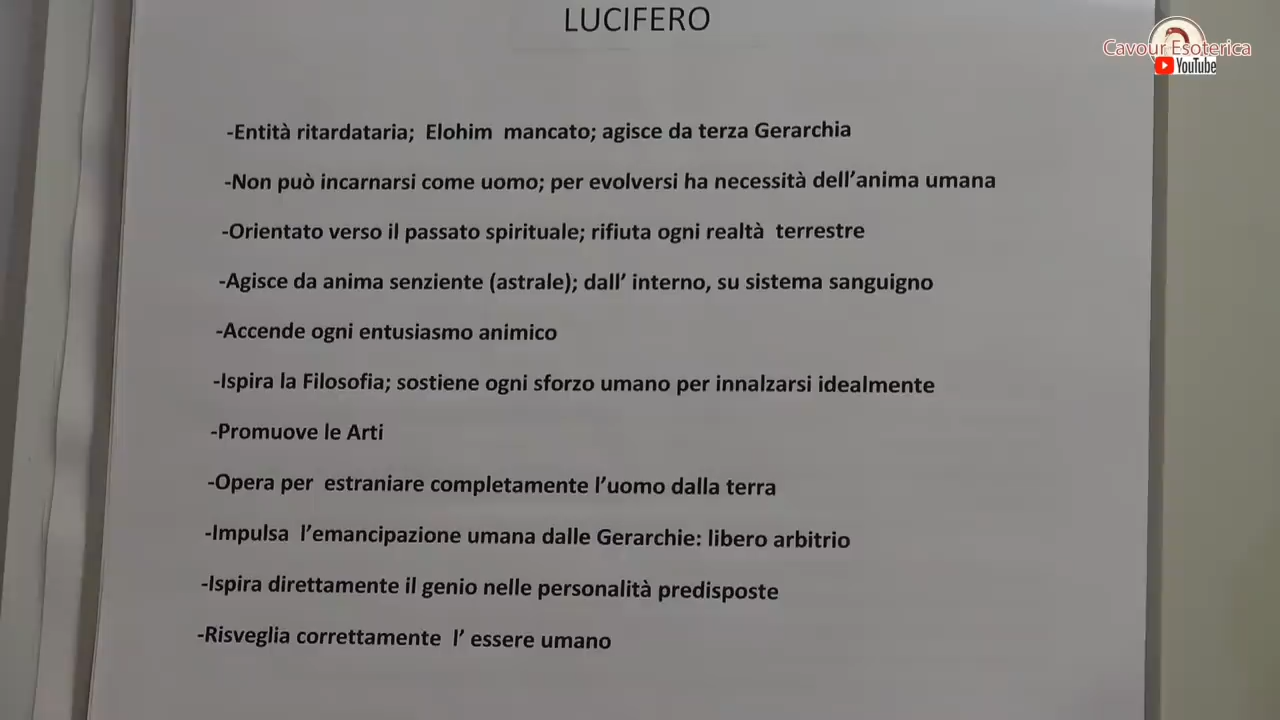 LUCIFERO
Cavour Esoterica
YouTube
-Entità ritardataria; Elohim mancato; agisce da terza Gerarchia
-Non può incarnarsi come uomo; per evolversi ha necessità dell’anima umana
-Orientato verso il passato spirituale; rifiuta ogni realtà terrestre
-Agisce da anima senziente (astrale); dall’ interno, su sistema sanguigno
-Accende ogni entusiasmo animico
-Ispira la Filosofia; sostiene ogni sforzo umano per innalzarsi idealmente
-Promuove le Arti
-Opera per estraniare completamente l’uomo dalla terra
-Impulsa l’emancipazione umana dalle Gerarchie: libero arbitrio
-Ispira direttamente il genio nelle personalità predisposte
-Risveglia correttamente l’ essere umano